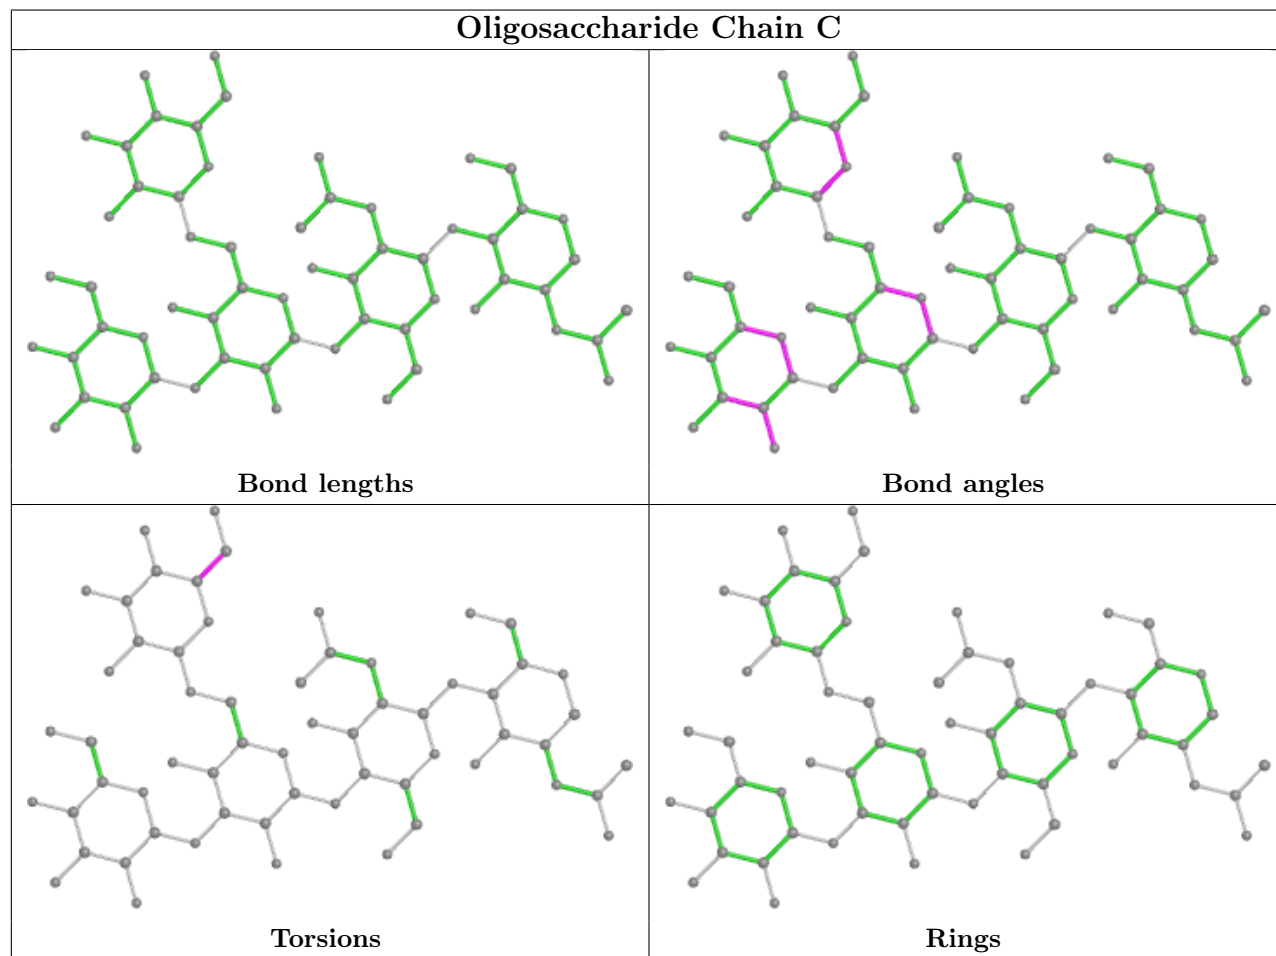 Oligosaccharide Chain C
Bond lengths
Bond angles
Torsions
Rings